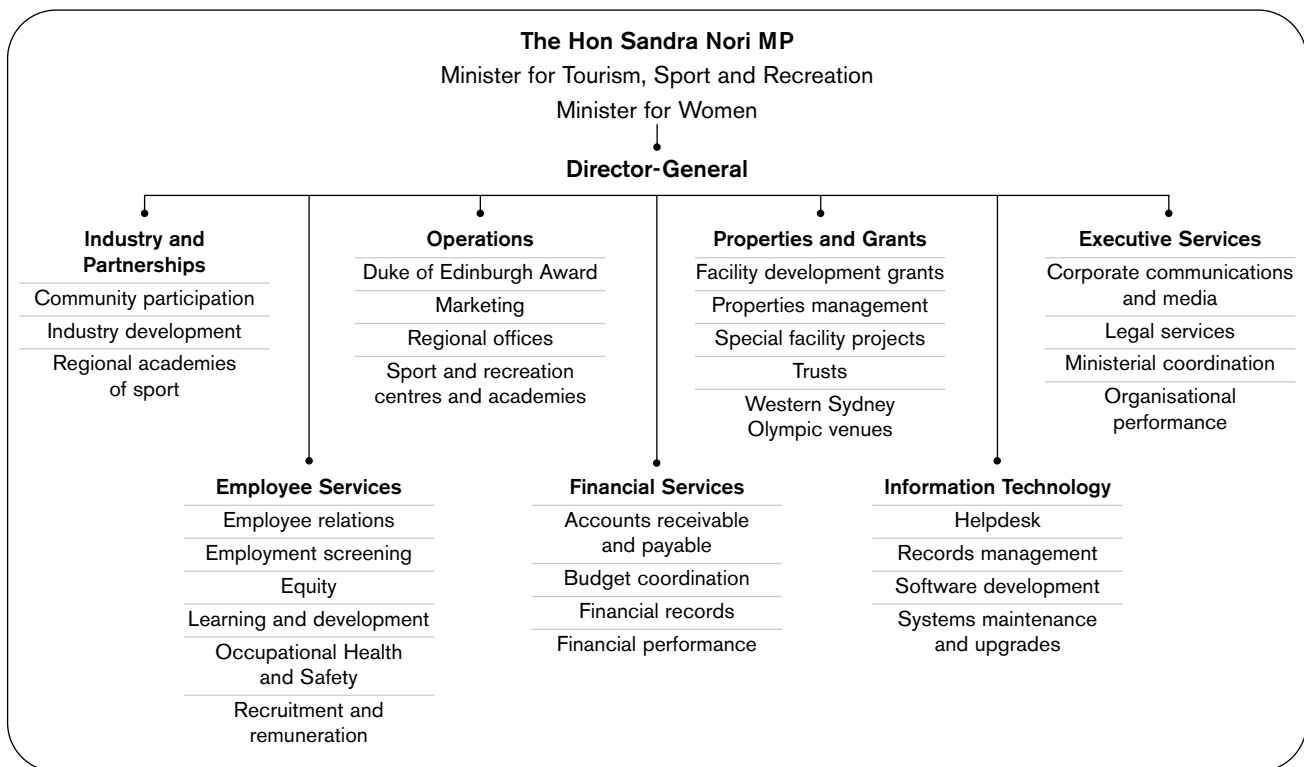 The Hon Sandra Nori MP
Minister for Tourism, Sport and Recreation
Minister for Women
Director-General
Industry and
Partnerships
Community participation
Industry development
Regional academies
of sport
Operations
Duke of Edinburgh Award
Marketing
Regional offices
Sport and recreation
centres and academies
Properties and Grants
Facility development grants
Properties management
Special facility projects
Trusts
Western Sydney
Olympic venues
Executive Services
Corporate communications
and media
Legal services
Ministerial coordination
Organisational
performance
Employee Services
Employee relations
Employment screening
Equity
Learning and development
Occupational Health
and Safety
Recruitment and
remuneration
Financial Services
Accounts receivable
and payable
Budget coordination
Financial records
Financial performance
Information Technology
Helpdesk
Records management
Software development
Systems maintenance
and upgrades